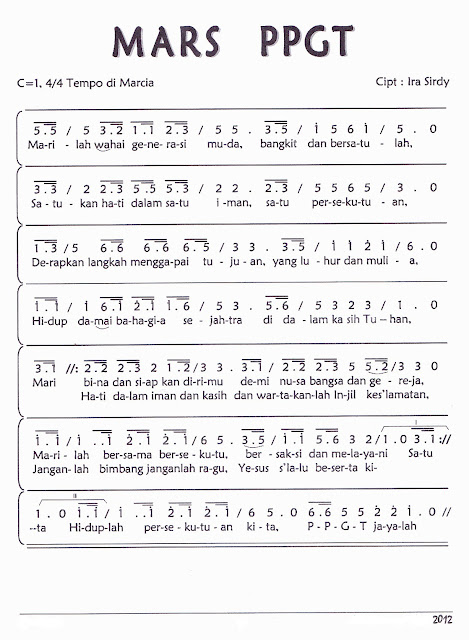 MARS PPGT
C=1, 4/4 Tempo di Marcia Cipt : Ira Sirdy
5.5 / 5 3.2 1.1 2.3 / 5 5 . 3.5 / i 5 6 i / 5 . 0
Ma-ri - lah wahai ge-ne-ra-si mu-da, bangkit dan bersa-tu - lah,
3.3 / 2 2.3 5.5 5.3 / 2 2 . 2.3 / 5 5 6 5 / 3 . 0
Sa-tu - kan ha-ti dalam sa-tu i-man, satu per-se-ku-tu - an,
1.3 /5 6.6 6.6 6.5 / 3 3 . 3.5 / i i 2̇ i / 6 . 0
De-rapkan langkah mengga-pai tu - ju - an, yang lu - hur dan muli - a,
i.i / i 6.i 2̇.i i.6 / 5 3 . 5.6 / 5 3 2 3 / 1 . 0
Hi-dup da-mai ba-ha-gi-a se - jah-tra di da - lam ka sih Tu - han,
3.1 //: 2.2 2.3 2 1.2/3 3 . 3.1 / 2.2 2.3 5 5.2/3 3 0
Mari bi-na dan si-ap kan di-ri-mu de-mi nu-sa bangsa dan ge - re-ja,
Ha-ti da-lam iman dan kasih dan war-ta-kan-lah In-jil kes'lamatan,
i.i / i ..i 2̇.i 2̇.i / 6 5 . 3.5 / i.i 5.6 3 2/1 . 0 3.1 ://
I
Ma-ri - lah ber-sama ber-se - ku-tu, ber - sak-si dan me-la-ya-ni Sa-tu
Jangan-lah bimbang janganlah ra-gu, Ye-sus s'la-lu be-ser-ta ki-
II
1 . 0 i.i / i ..i 2̇.i 2̇.i / 6 5 . 0 6.6 5 5 2̇ 2̇ i . 0 //
--ta Hi-dup-lah per-se - ku-tu - an ki - ta, P - P - G - T ja-ya-lah
2012